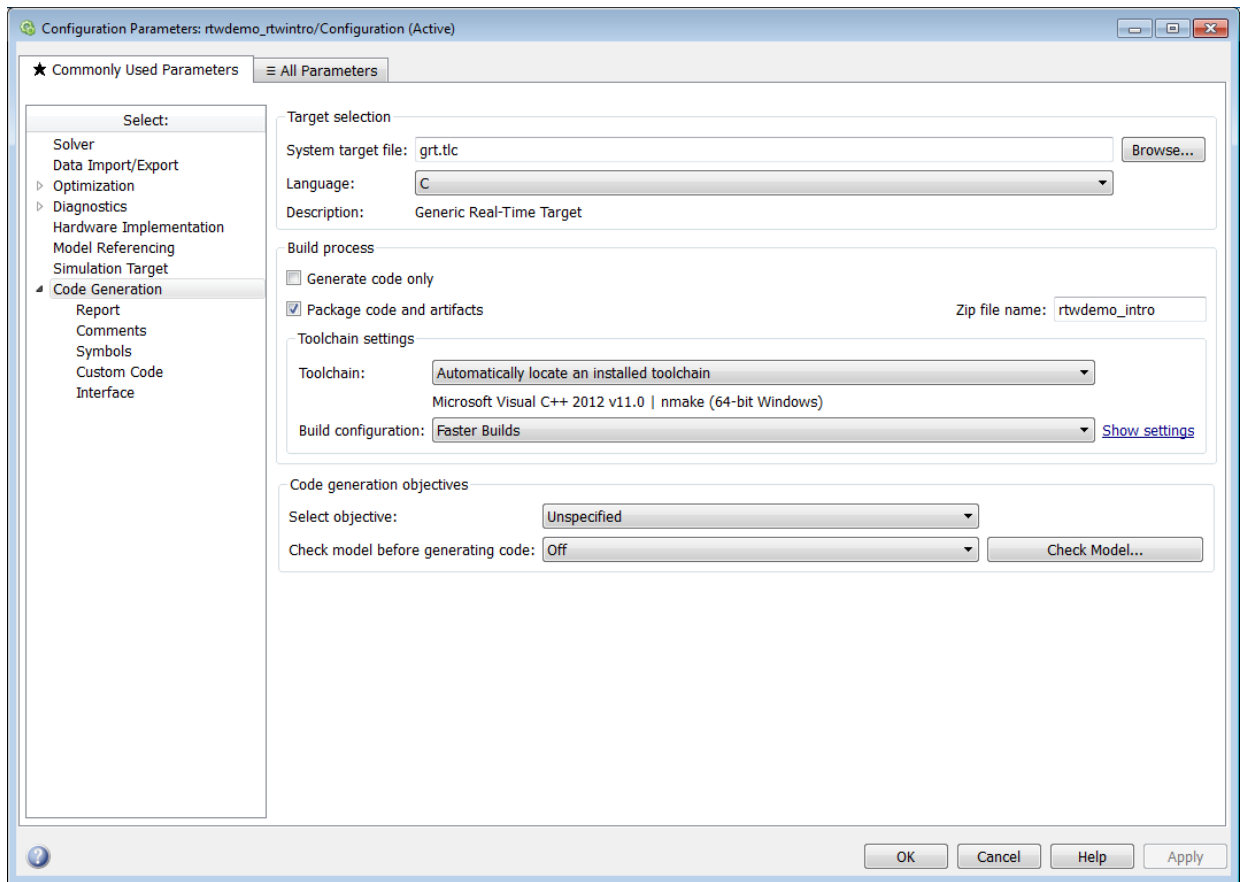 Configuration Parameters: rtwdemo_rtwintro/Configuration (Active)
★ Commonly Used Parameters
≡ All Parameters
Select:
Solver
Data Import/Export
Optimization
Diagnostics
Hardware Implementation
Model Referencing
Simulation Target
Code Generation
Report
Comments
Symbols
Custom Code
Interface
Target selection
System target file: grt.tlc Browse...
Language: C
Description: Generic Real-Time Target
Build process
Generate code only
Package code and artifacts Zip file name: rtwdemo_intro
Toolchain settings
Toolchain: Automatically locate an installed toolchain
Microsoft Visual C++ 2012 v11.0 | nmake (64-bit Windows)
Build configuration: Faster Builds Show settings
Code generation objectives
Select objective: Unspecified
Check model before generating code: Off Check Model...
? OK Cancel Help Apply